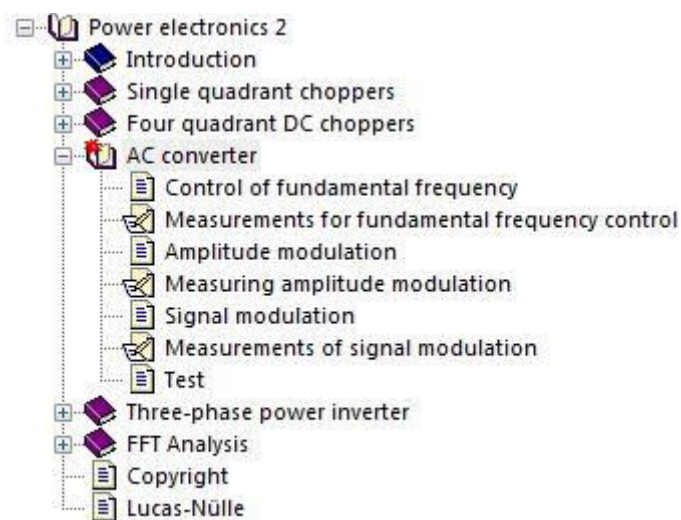 Power electronics 2
Introduction
Single quadrant choppers
Four quadrant DC choppers
AC converter
Control of fundamental frequency
Measurements for fundamental frequency control
Amplitude modulation
Measuring amplitude modulation
Signal modulation
Measurements of signal modulation
Test
Three-phase power inverter
FFT Analysis
Copyright
Lucas-Nülle